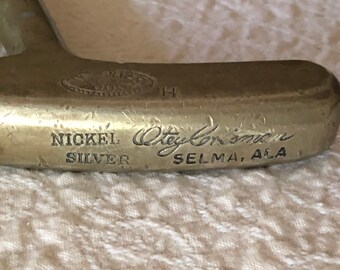 H
NICKEL Otey Crisman
SILVER SELMA, ALA